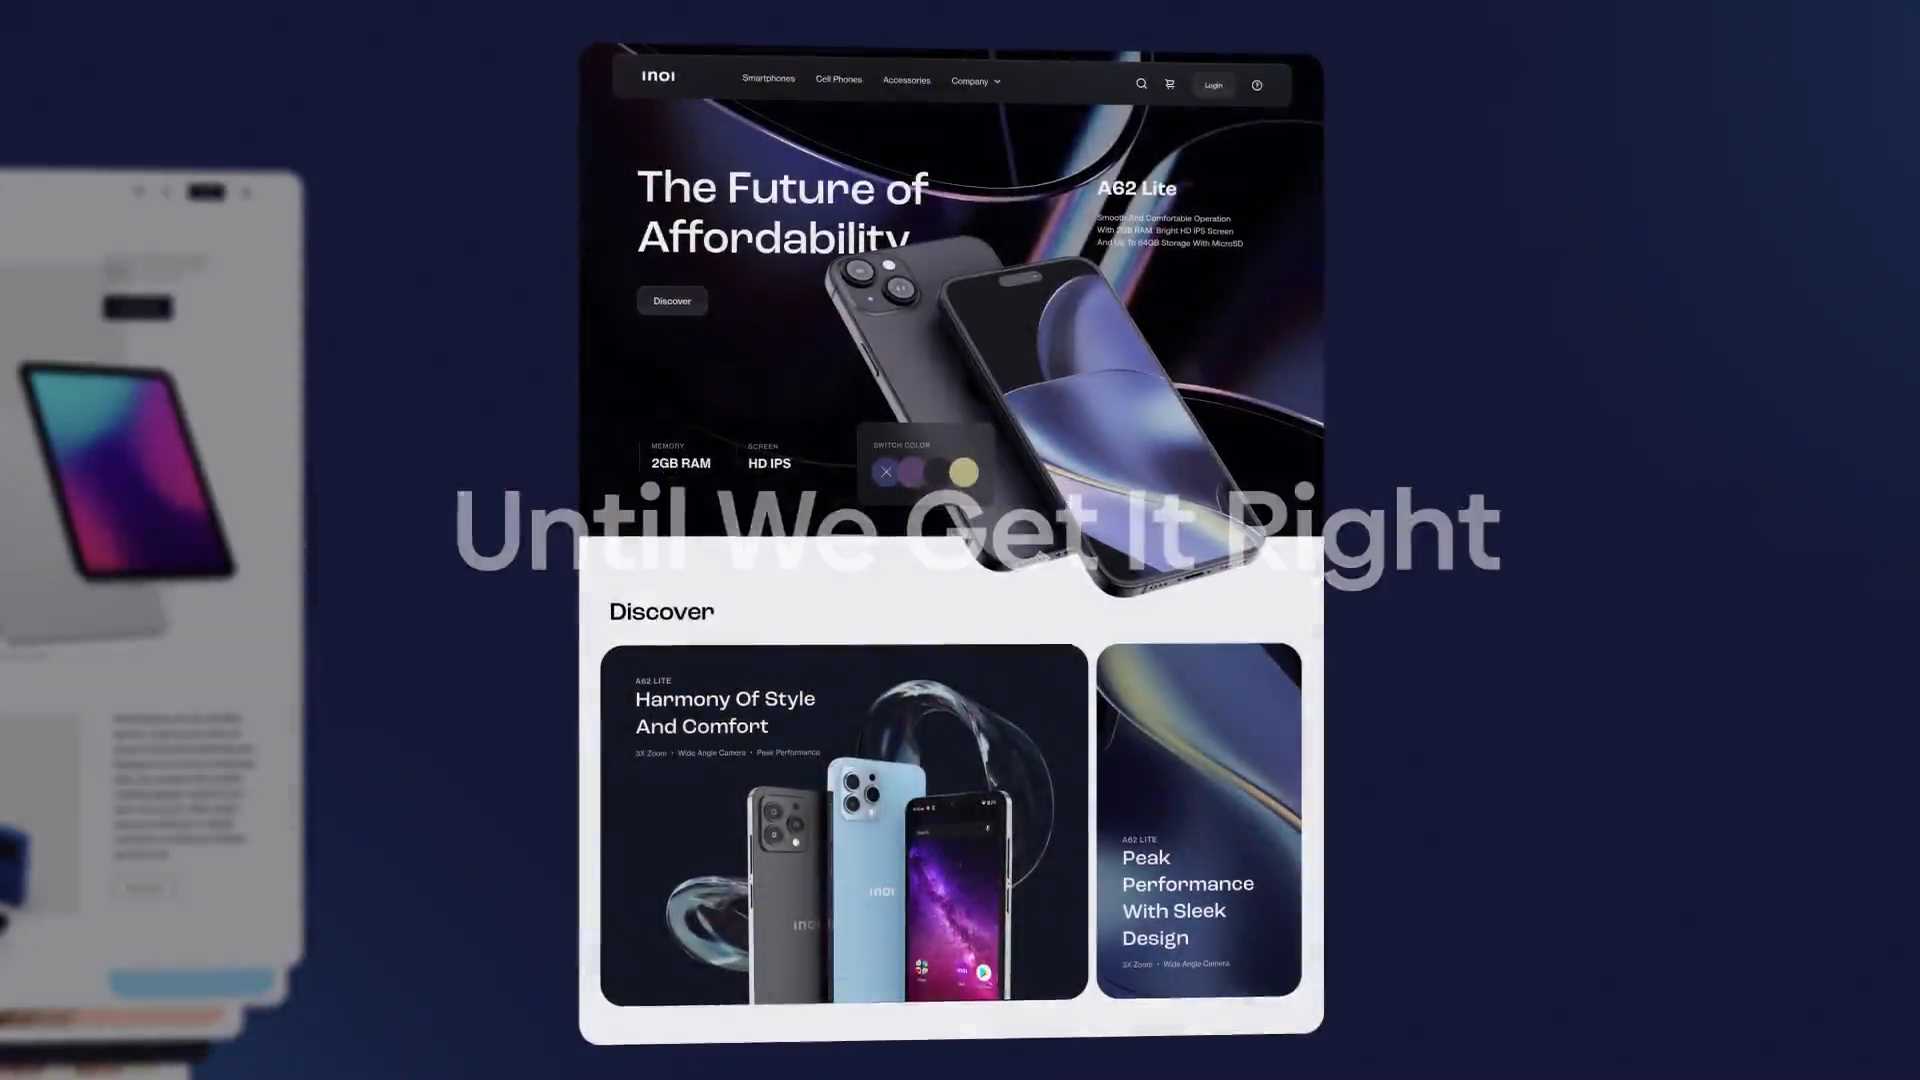 INOI
Smartphones Cell Phones Accessories Company Login
The Future of
Affordability
Discover
A62 Lite
Smooth And Comfortable Operation
With 2GB RAM. Bright HD IPS Screen
And Up To 64GB Storage With MicroSD
MEMORY
2GB RAM
SCREEN
HD IPS
SWITCH COLOR
Until We Get It Right
Discover
A62 LITE
Harmony Of Style
And Comfort
3X Zoom • Wide Angle Camera • Peak Performance
INOI
INOI
A62 LITE
Peak
Performance
With Sleek
Design
3X Zoom • Wide Angle Camera